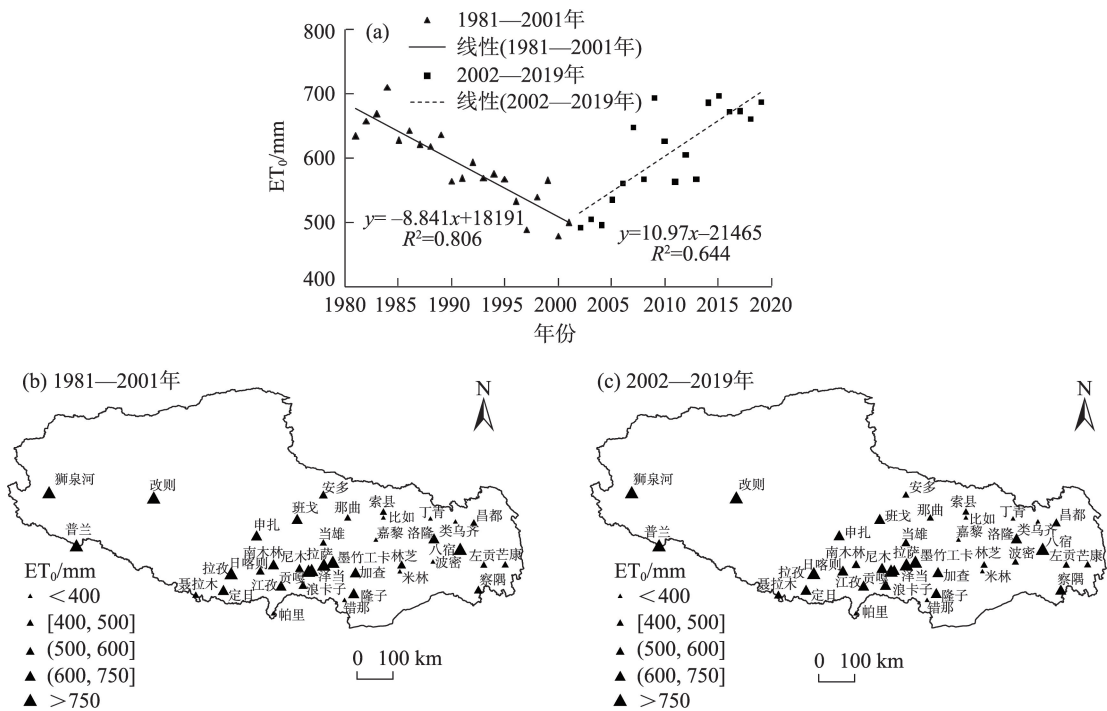 (a)
1981—2001年
线性(1981—2001年)
2002—2019年
线性(2002—2019年)
800
700
600
500
400
ET₀/mm
y= –8.841x+18191
R²=0.806
y=10.97x–21465
R²=0.644
1980 1985 1990 1995 2000 2005 2010 2015 2020
年份
(b) 1981—2001年
N
狮泉河
改则
安多
索县
班戈
那曲
比如
丁青
昌都
普兰
申扎
当雄
嘉黎
洛隆
类乌齐
八宿
南木林
尼木
拉萨
墨竹工卡
林芝
波密
左贡
芒康
日喀则
拉孜
江孜
贡嘎
泽当
加查
米林
察隅
聂拉木
定日
浪卡子
隆子
错那
帕里
ET₀/mm
＜400
[400, 500]
(500, 600]
(600, 750]
＞750
0 100 km
(c) 2002—2019年
N
狮泉河
改则
安多
索县
班戈
那曲
比如
丁青
昌都
普兰
申扎
当雄
嘉黎
洛隆
类乌齐
八宿
南木林
尼木
拉萨
墨竹工卡
林芝
波密
左贡
芒康
日喀则
拉孜
江孜
贡嘎
泽当
加查
米林
察隅
聂拉木
定日
浪卡子
隆子
错那
帕里
ET₀/mm
＜400
[400, 500]
(500, 600]
(600, 750]
＞750
0 100 km